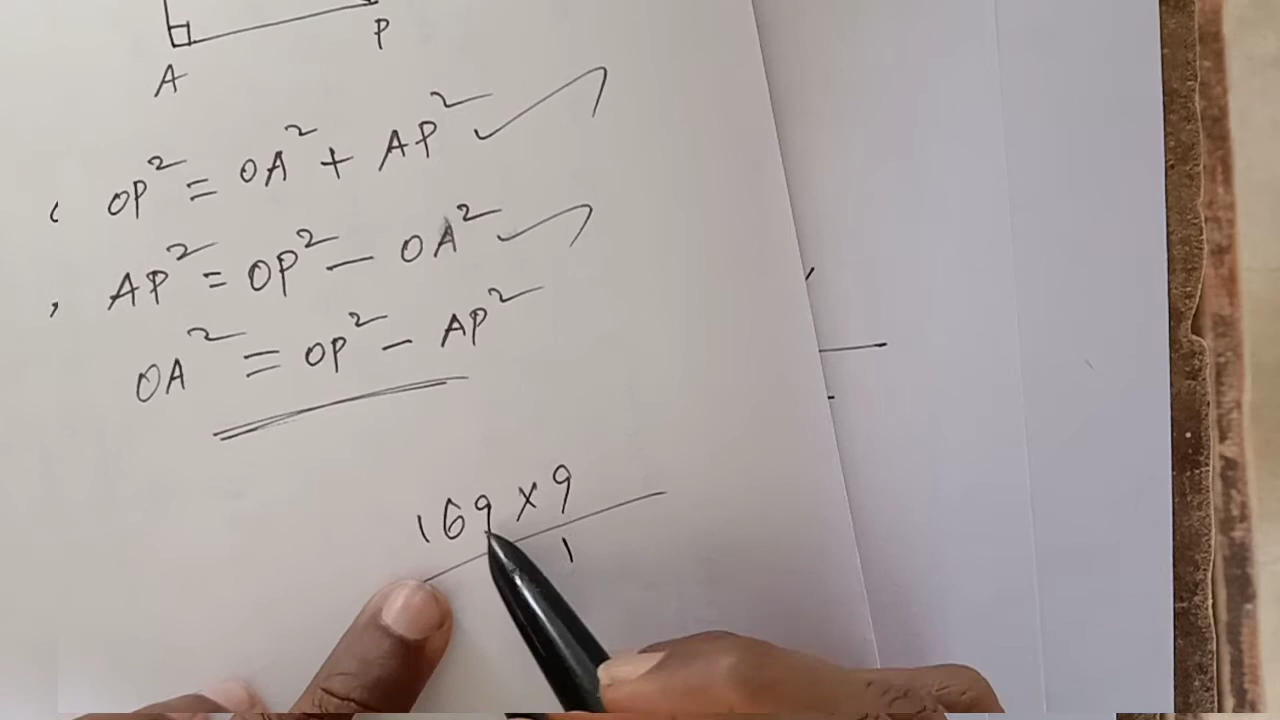 P
A
OP² = OA² + AP²
, AP² = OP² - OA²
OA² = OP² - AP²
169 × 9
1